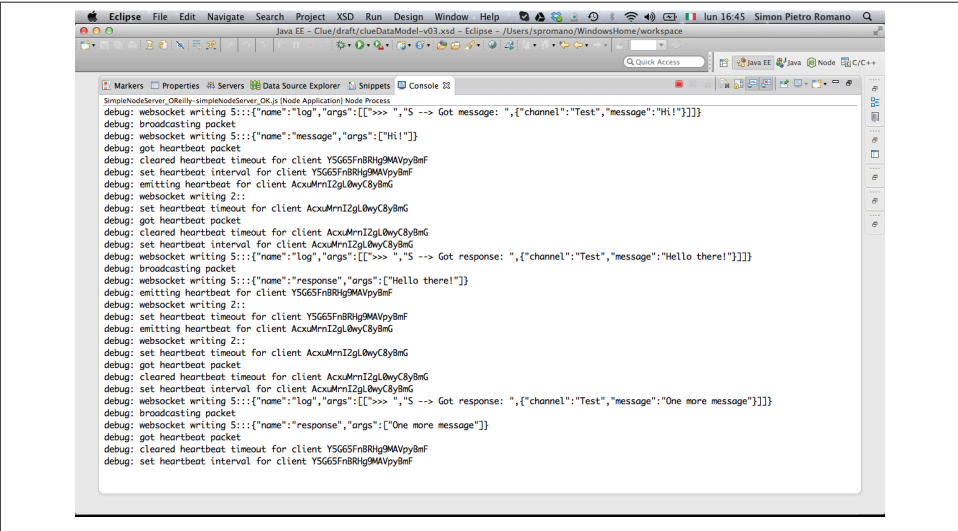 Eclipse File Edit Navigate Search Project XSD Run Design Window Help lun 16:45 Simon Pietro Romano
Java EE - Clue/draft/clueDataModel-v03.xsd - Eclipse - /Users/spromano/WindowsHome/workspace
Quick Access Java EE Java Node C/C++
Markers Properties Servers Data Source Explorer Snippets Console
SimpleNodeServer_OReilly-simpleNodeServer_OK.js [Node Application] Node Process
debug: websocket writing 5:::{"name":"log","args":[[">>> ","S --> Got message: ",{"channel":"Test","message":"Hi!"}]]}
debug: broadcasting packet
debug: websocket writing 5:::{"name":"message","args":["Hi!"]}
debug: got heartbeat packet
debug: cleared heartbeat timeout for client Y5G65FnBRHg9MAVpyBmF
debug: set heartbeat interval for client Y5G65FnBRHg9MAVpyBmF
debug: emitting heartbeat for client AcxuMrnI2gL0wyC8yBmG
debug: websocket writing 2::
debug: set heartbeat timeout for client AcxuMrnI2gL0wyC8yBmG
debug: got heartbeat packet
debug: cleared heartbeat timeout for client AcxuMrnI2gL0wyC8yBmG
debug: set heartbeat interval for client AcxuMrnI2gL0wyC8yBmG
debug: websocket writing 5:::{"name":"log","args":[[">>> ","S --> Got response: ",{"channel":"Test","message":"Hello there!"}]]}
debug: broadcasting packet
debug: websocket writing 5:::{"name":"response","args":["Hello there!"]}
debug: emitting heartbeat for client Y5G65FnBRHg9MAVpyBmF
debug: websocket writing 2::
debug: set heartbeat timeout for client Y5G65FnBRHg9MAVpyBmF
debug: emitting heartbeat for client AcxuMrnI2gL0wyC8yBmG
debug: websocket writing 2::
debug: set heartbeat timeout for client AcxuMrnI2gL0wyC8yBmG
debug: got heartbeat packet
debug: cleared heartbeat timeout for client AcxuMrnI2gL0wyC8yBmG
debug: set heartbeat interval for client AcxuMrnI2gL0wyC8yBmG
debug: websocket writing 5:::{"name":"log","args":[[">>> ","S --> Got response: ",{"channel":"Test","message":"One more message"}]]}
debug: broadcasting packet
debug: websocket writing 5:::{"name":"response","args":["One more message"]}
debug: got heartbeat packet
debug: cleared heartbeat timeout for client Y5G65FnBRHg9MAVpyBmF
debug: set heartbeat interval for client Y5G65FnBRHg9MAVpyBmF